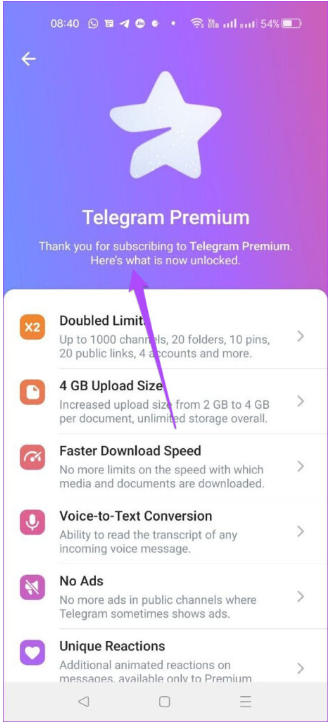 08:40 54%
Telegram Premium
Thank you for subscribing to Telegram Premium.
Here's what is now unlocked.
X2
Doubled Limits
Up to 1000 channels, 20 folders, 10 pins,
20 public links, 4 accounts and more.
4 GB Upload Size
Increased upload size from 2 GB to 4 GB
per document, unlimited storage overall.
Faster Download Speed
No more limits on the speed with which
media and documents are downloaded.
Voice-to-Text Conversion
Ability to read the transcript of any
incoming voice message.
No Ads
No more ads in public channels where
Telegram sometimes shows ads.
Unique Reactions
Additional animated reactions on
messages, available only to Premium